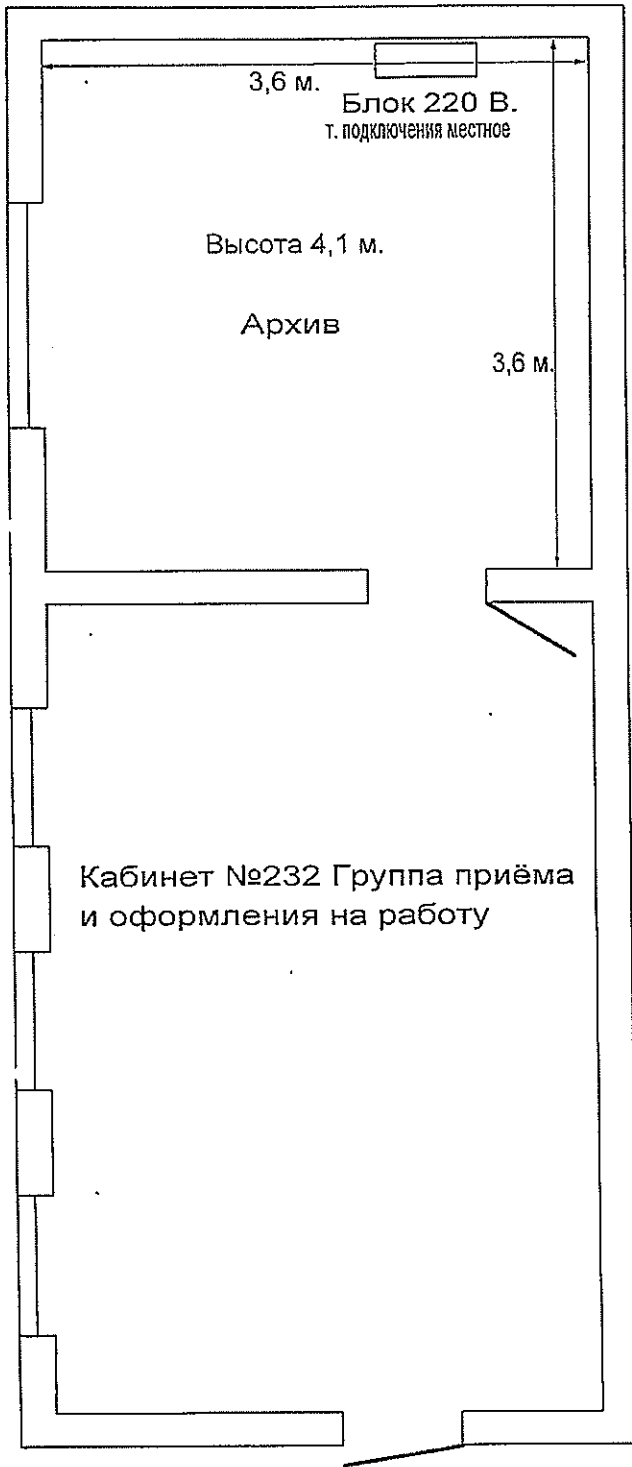 3,6 м.
Блок 220 В.
т. подключения местное
Высота 4,1 м.
Архив
3,6 м.
Кабинет №232 Группа приёма
и оформления на работу